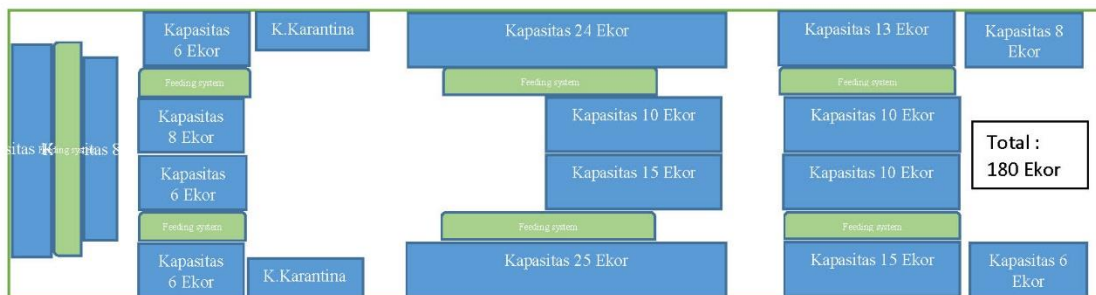 Kapasitas
6 Ekor
K.Karantina
Kapasitas 24 Ekor
Kapasitas 13 Ekor
Kapasitas 8
Ekor
Feeding system
Feeding system
Feeding system
Kapasitas
8 Ekor
Kapasitas 10 Ekor
Kapasitas 10 Ekor
Total :
180 Ekor
Kapasitas
6 Ekor
Kapasitas 15 Ekor
Kapasitas 10 Ekor
Feeding system
Feeding system
Feeding system
Kapasitas
6 Ekor
K.Karantina
Kapasitas 25 Ekor
Kapasitas 15 Ekor
Kapasitas 6
Ekor